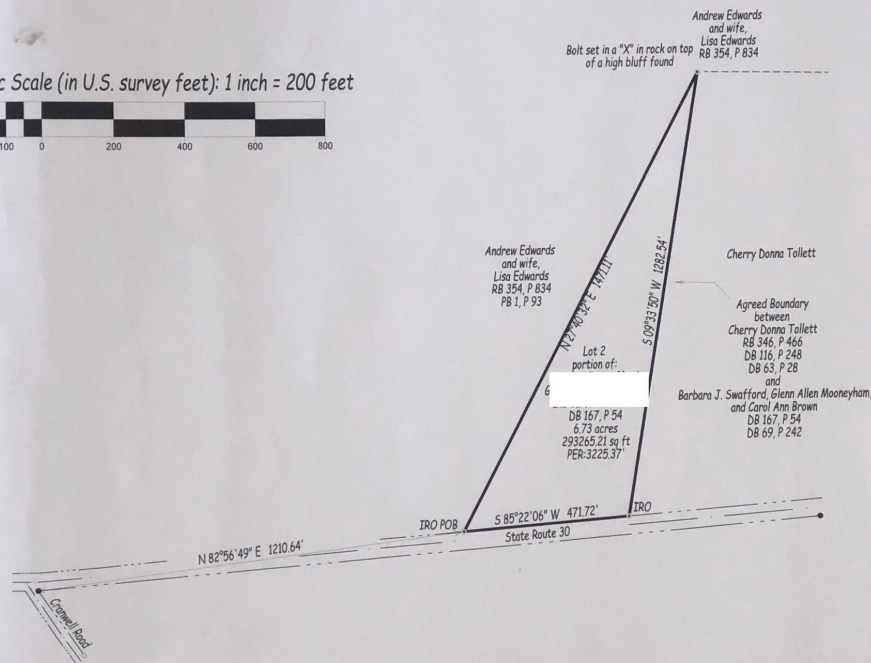 Andrew Edwards
and wife,
Lisa Edwards
RB 354, P 834
Bolt set in a "X" in rock on top
of a high bluff found
c Scale (in U.S. survey feet): 1 inch = 200 feet
100 0 200 400 600 800
Andrew Edwards
and wife,
Lisa Edwards
RB 354, P 834
PB 1, P 93
N 27°40'32" E 1471.11'
S 09°33'50" W 1282.54'
Cherry Donna Tollett
Agreed Boundary
between
Cherry Donna Tollett
RB 346, P 466
DB 116, P 248
DB 63, P 28
and
Barbara J. Swafford, Glenn Allen Mooneyham,
and Carol Ann Brown
DB 167, P 54
DB 69, P 242
Lot 2
portion of:
G
DB 167, P 54
6.73 acres
293265.21 sq ft
PER:3225.37'
IRO POB
S 85°22'06" W 471.72'
IRO
State Route 30
N 82°56'49" E 1210.64'
Cranwell Road